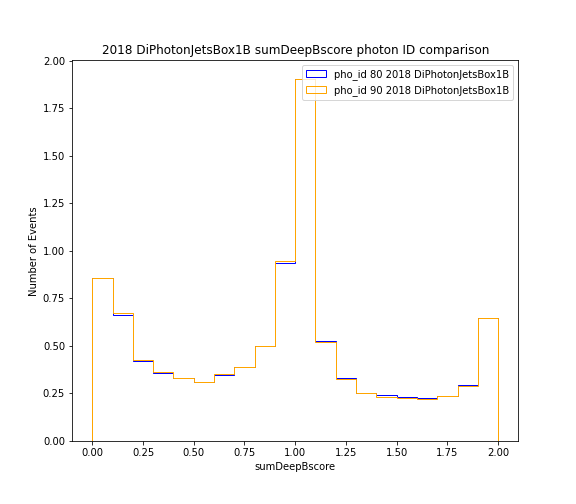 2018 DiPhotonJetsBox1B sumDeepBscore photon ID comparison
pho_id 80 2018 DiPhotonJetsBox1B
pho_id 90 2018 DiPhotonJetsBox1B
Number of Events
2.00
1.75
1.50
1.25
1.00
0.75
0.50
0.25
0.00
0.00 0.25 0.50 0.75 1.00 1.25 1.50 1.75 2.00
sumDeepBscore